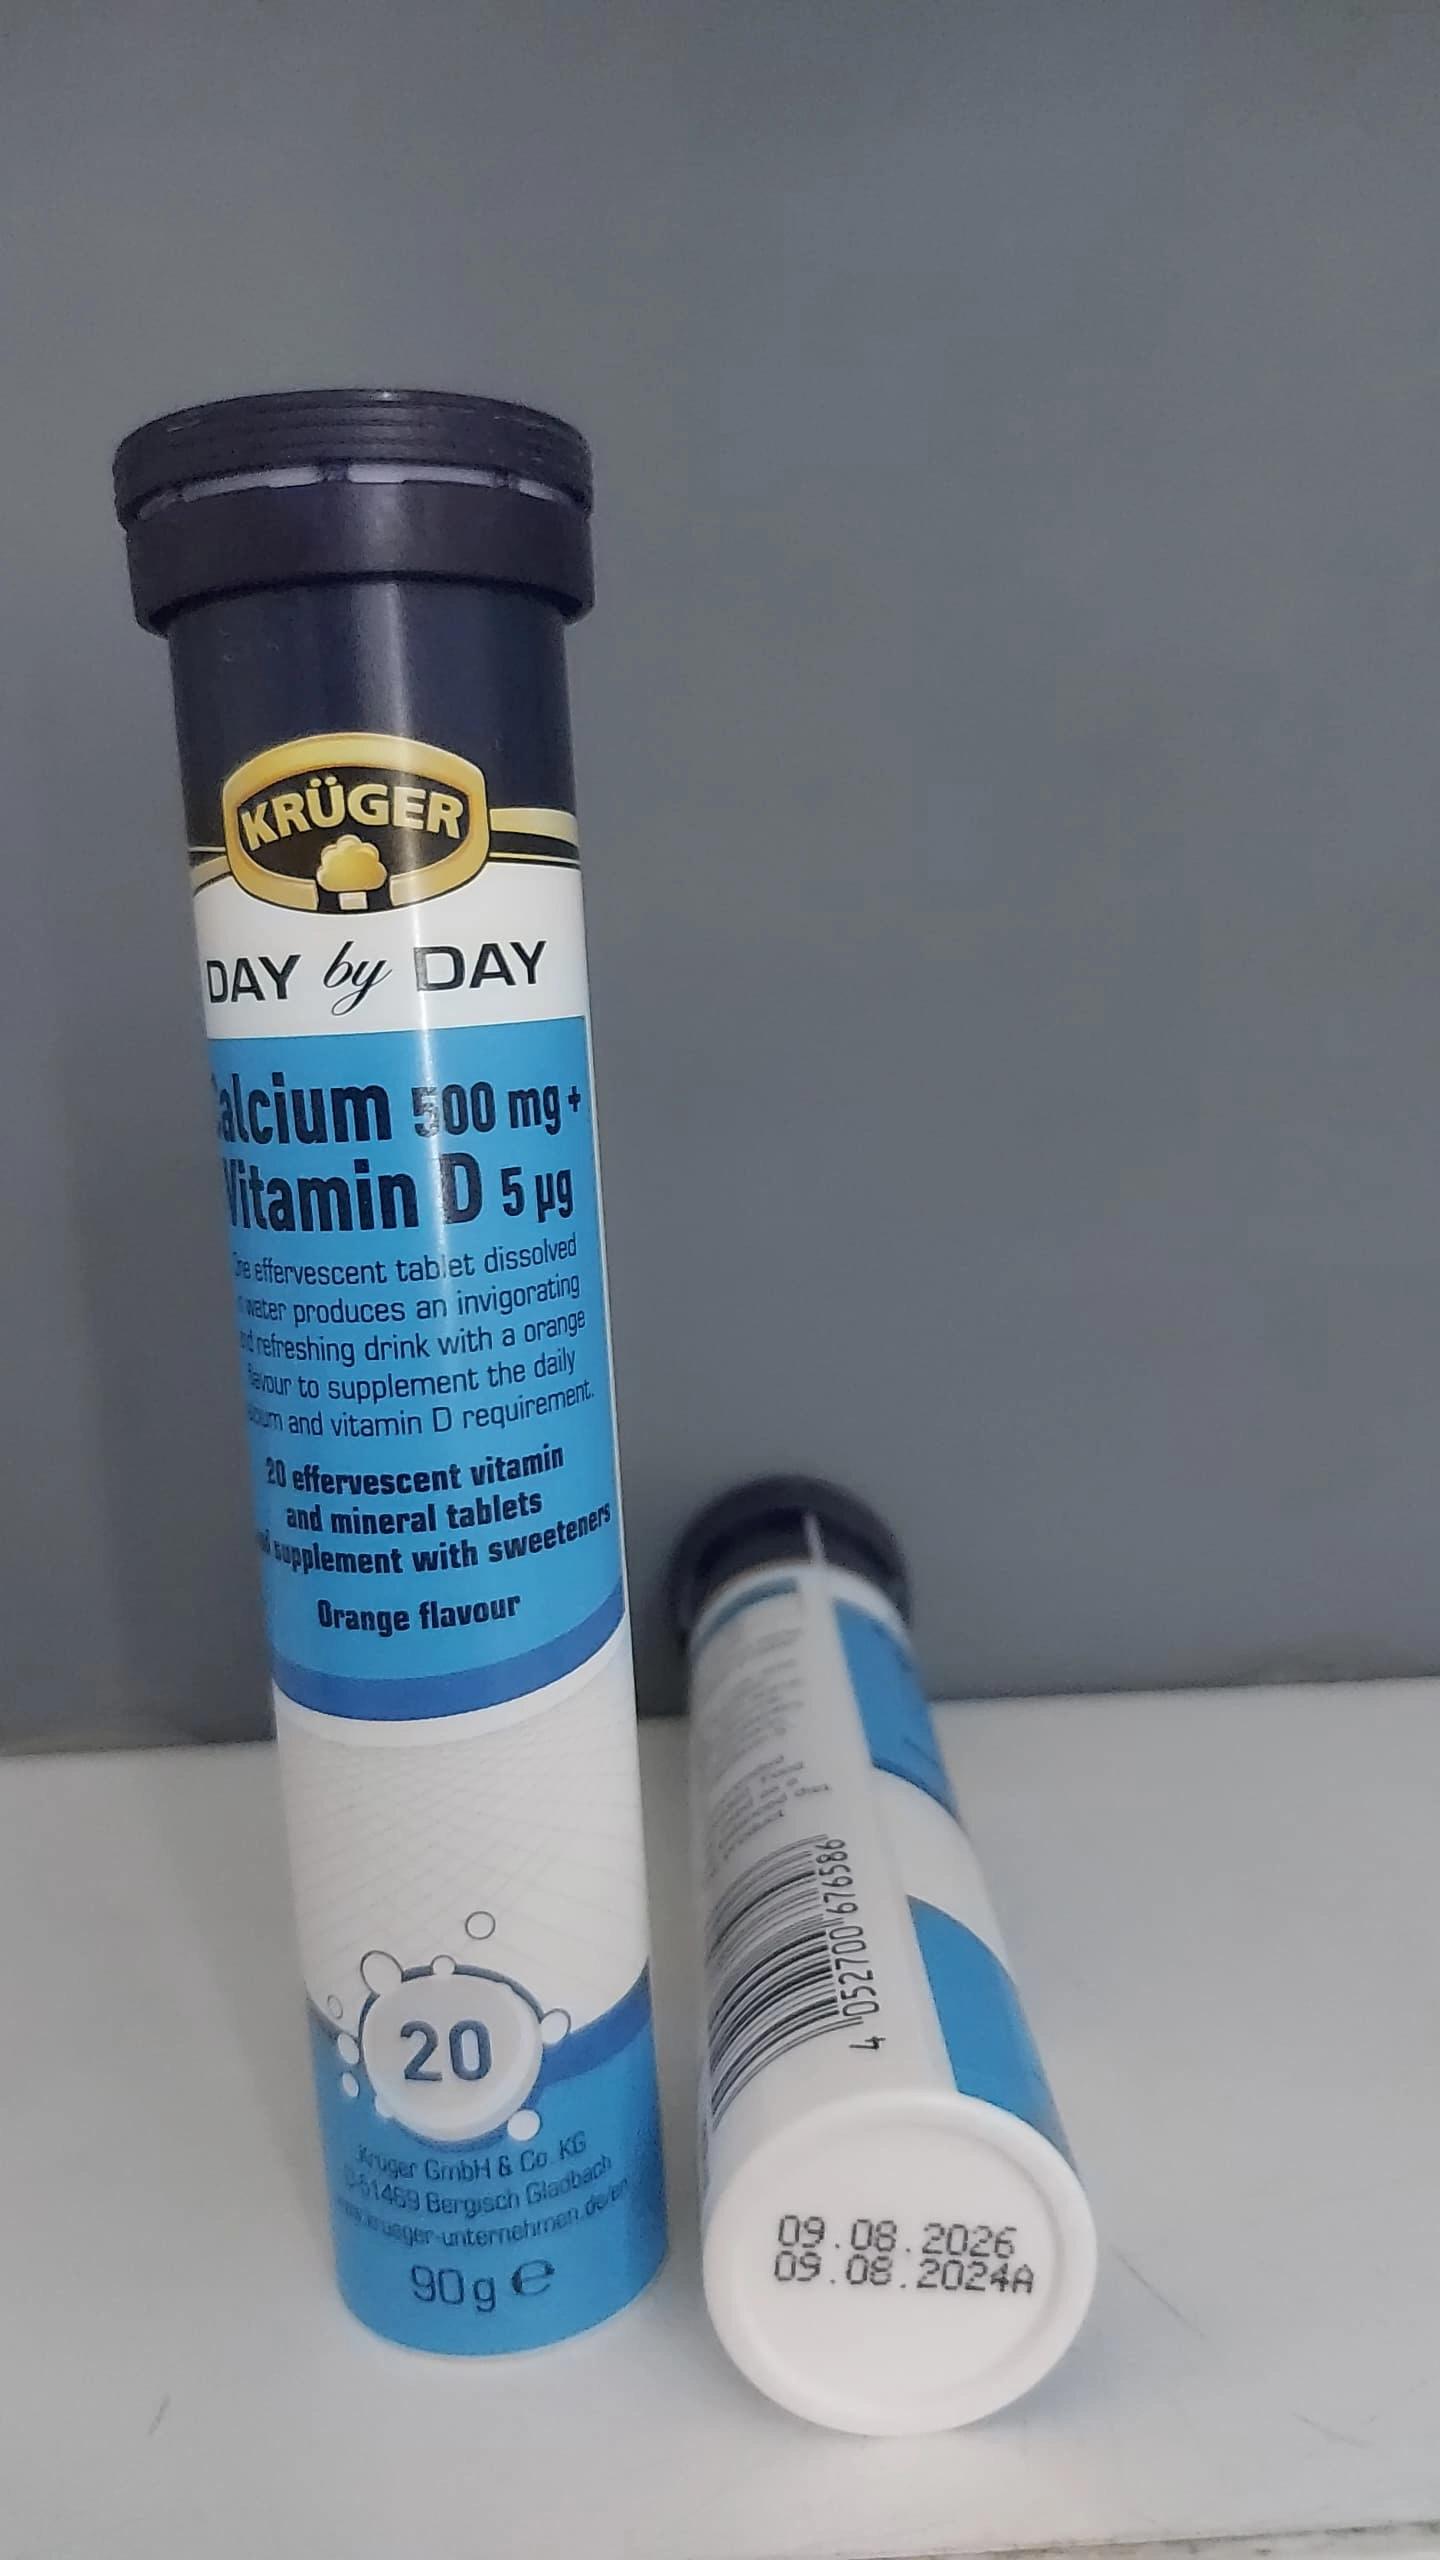 KRÜGER
DAY by DAY
Calcium 500 mg +
Vitamin D 5 µg
One effervescent tablet dissolved
water produces an invigorating
refreshing drink with a orange
flavour to supplement the daily
and vitamin D requirement.
20 effervescent vitamin
and mineral tablets
supplement with sweeteners
Orange flavour
20
Krüger GmbH & Co. KG
51469 Bergisch Gladbach
www.krueger-unternehmen.de/en
90g e
4 052700 676586
09.08.2026
09.08.2024A